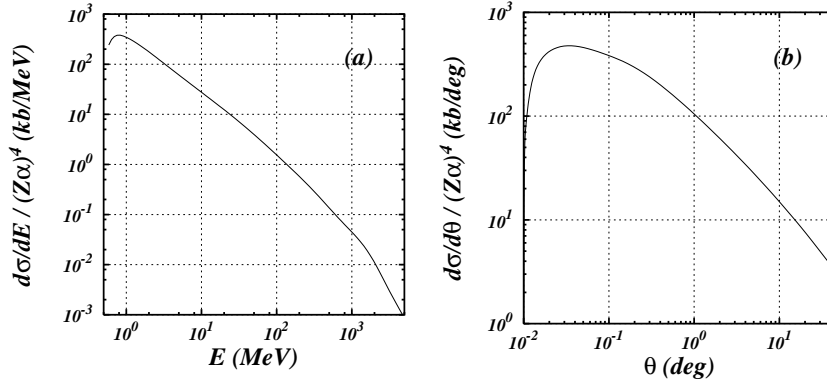 (a)
dσ/dE / (Zα)^4 (kb/MeV)
10^2
10^1
10^0
10^-1
10^-2
10^-3
10^0 10^1 10^2 10^3
E (MeV)
(b)
dσ/dθ / (Zα)^4 (kb/deg)
10^3
10^2
10^1
10^0
10^-2 10^-1 10^0 10^1
θ (deg)